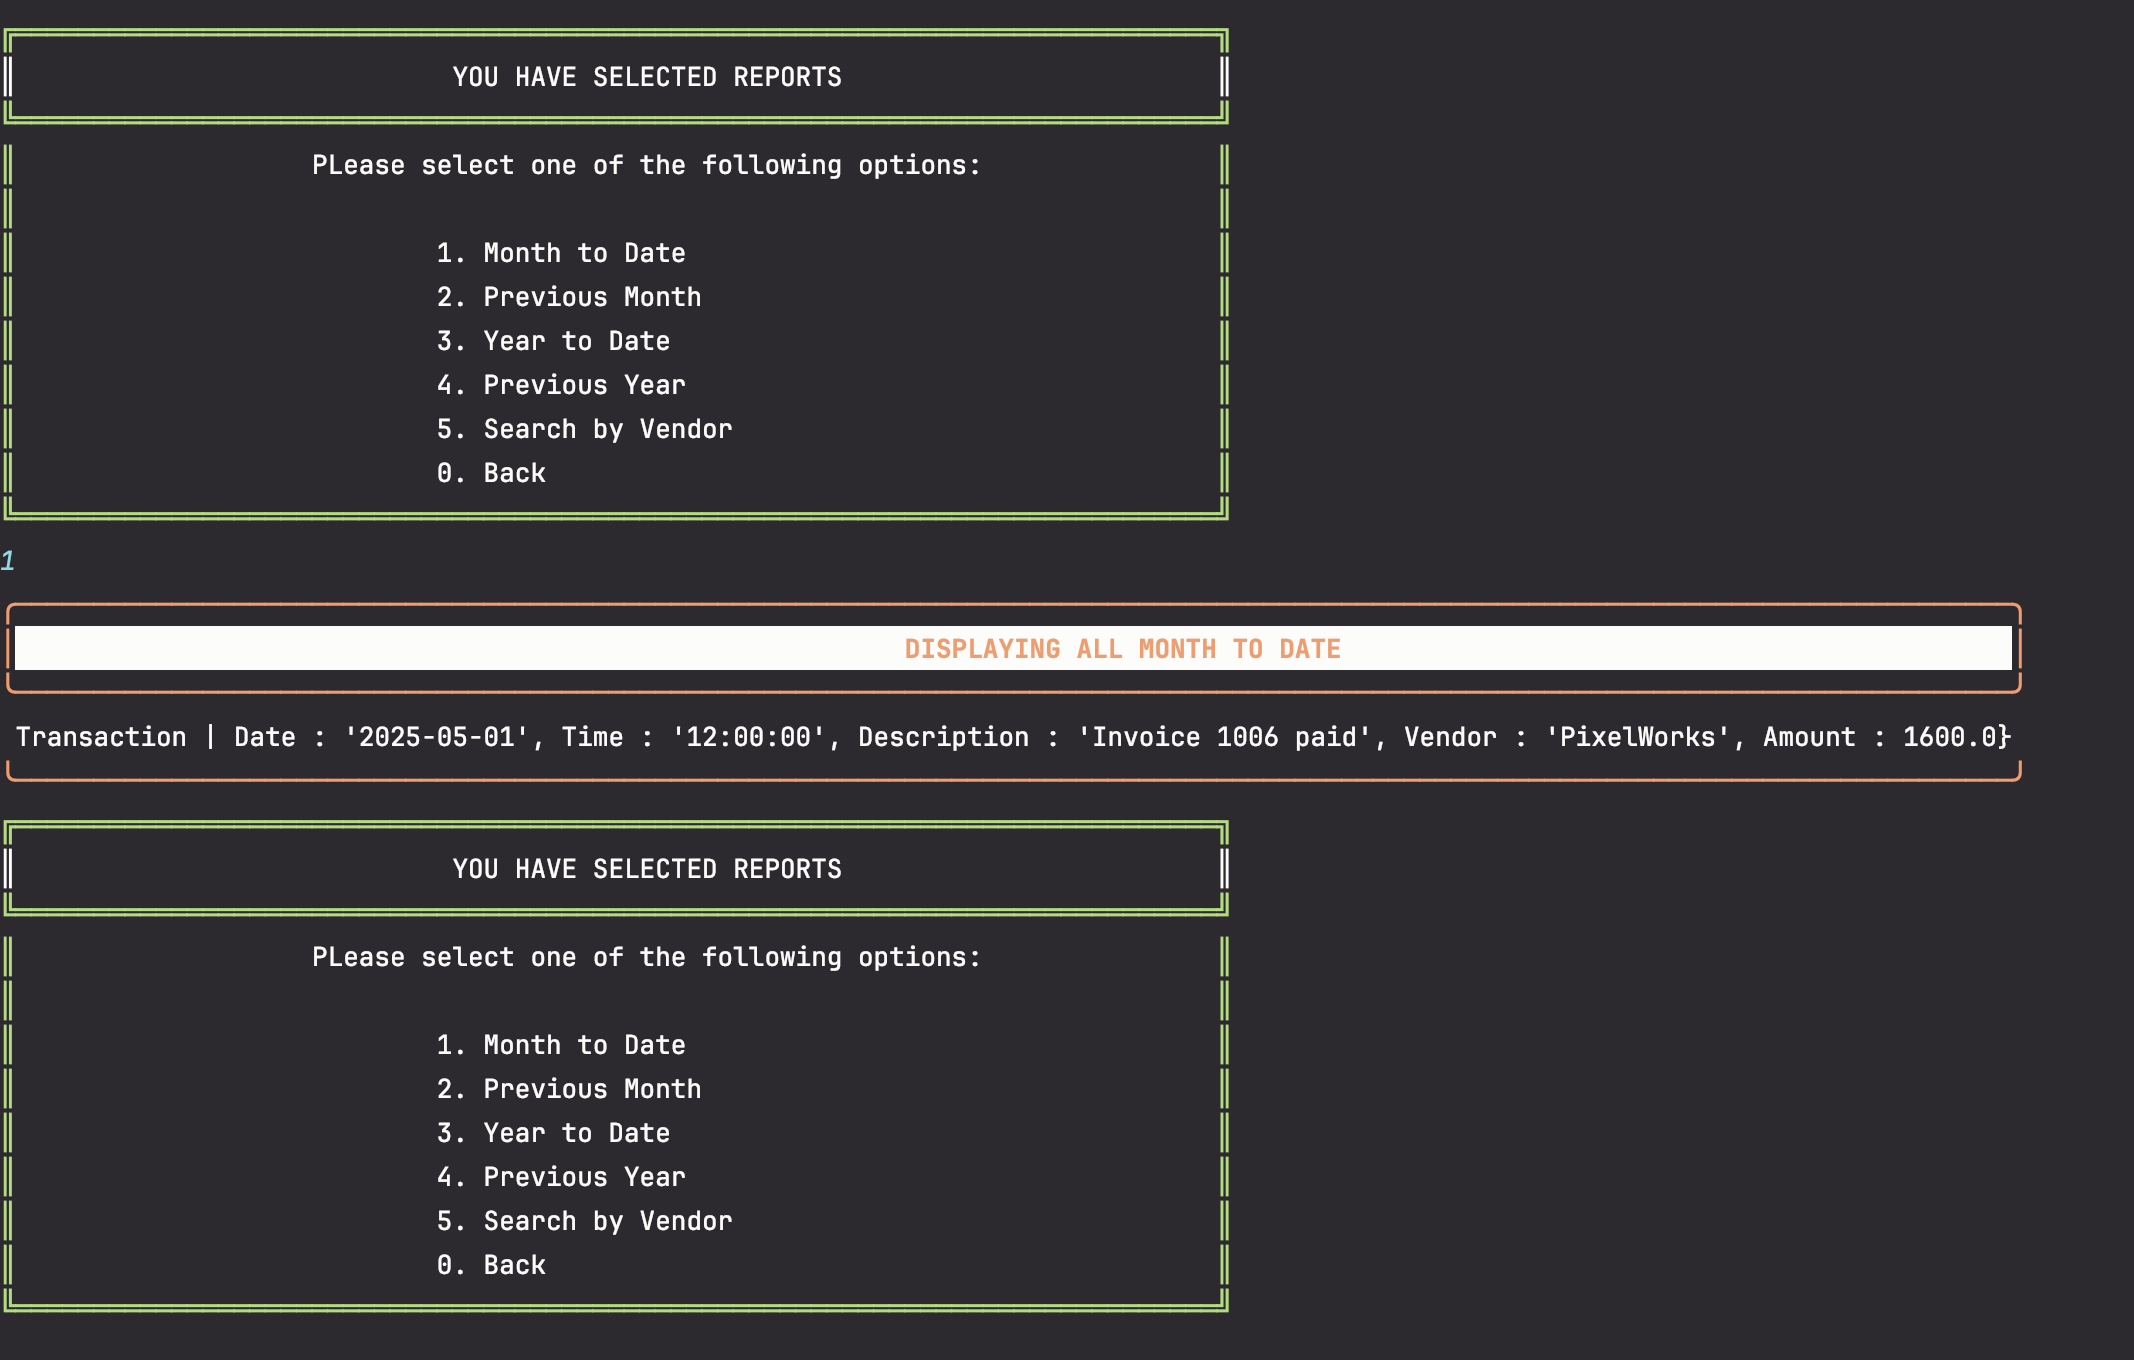 YOU HAVE SELECTED REPORTS
PLease select one of the following options:
1. Month to Date
2. Previous Month
3. Year to Date
4. Previous Year
5. Search by Vendor
0. Back
1
DISPLAYING ALL MONTH TO DATE
Transaction | Date : '2025-05-01', Time : '12:00:00', Description : 'Invoice 1006 paid', Vendor : 'PixelWorks', Amount : 1600.0}
YOU HAVE SELECTED REPORTS
PLease select one of the following options:
1. Month to Date
2. Previous Month
3. Year to Date
4. Previous Year
5. Search by Vendor
0. Back